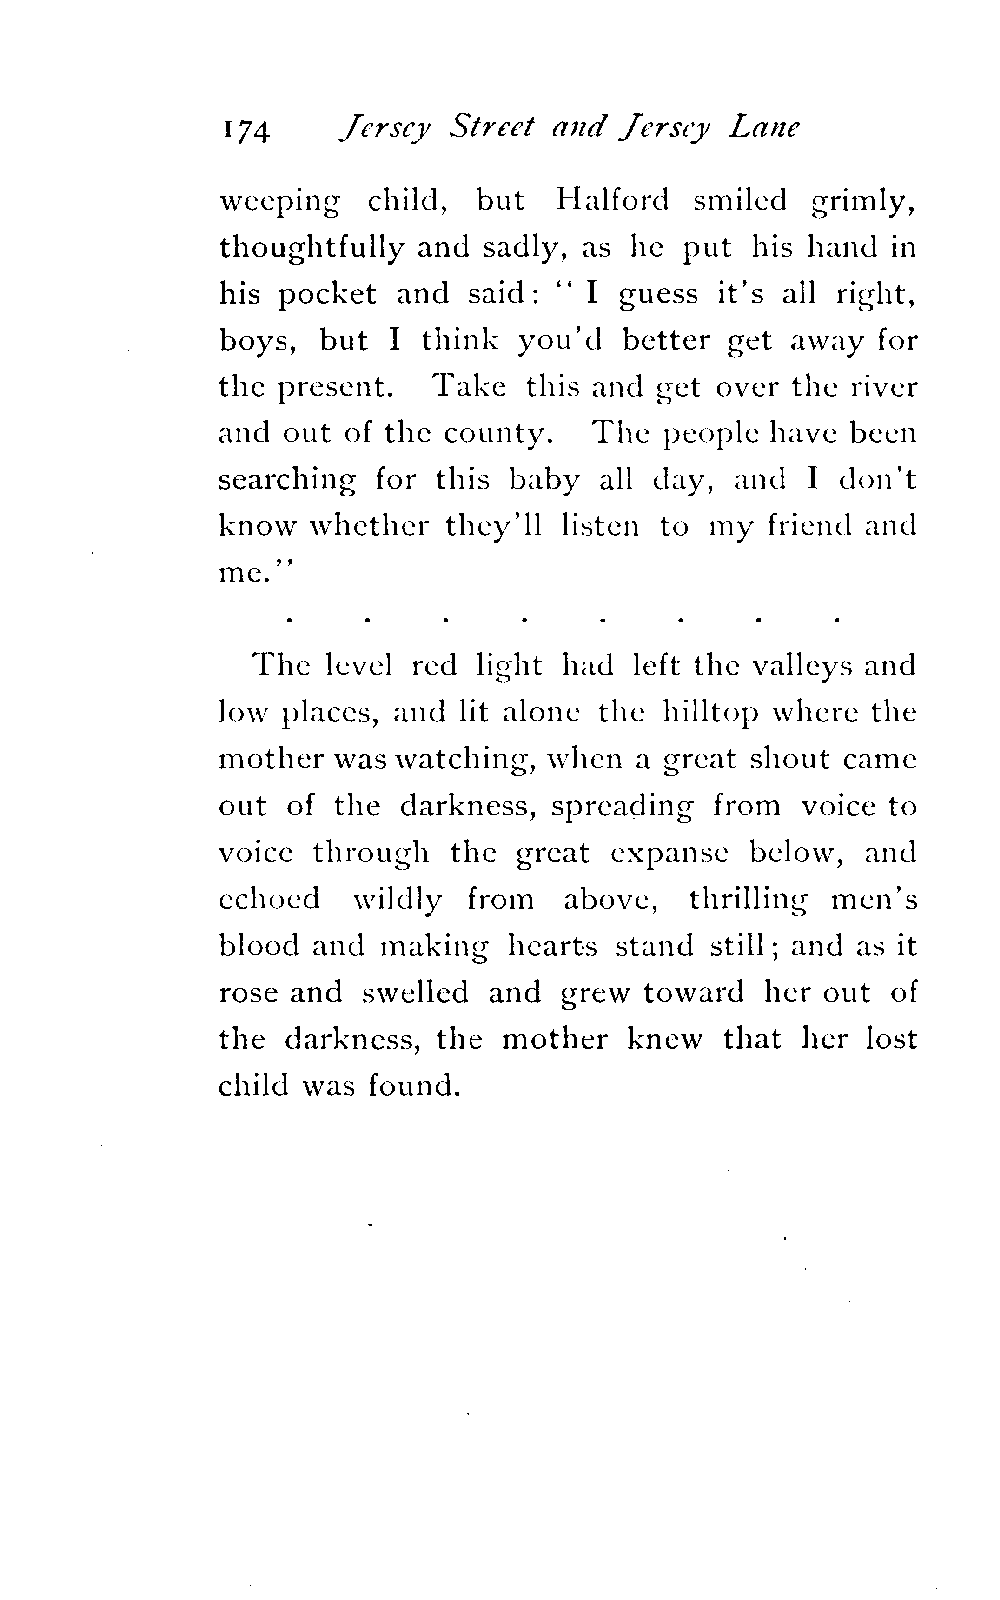 174 Jersey Street and Jersey Lane
weeping child, but Halford smiled grimly,
thoughtfully and sadly, as he put his hand in
his pocket and said: " I guess it's all right,
boys, but I think you'd better get away for
the present. Take this and get over the river
and out of the county. The people have been
searching for this baby all day, and I don't
know whether they'll listen to my friend and
me."
. . . . . . . .
The level red light had left the valleys and
low places, and lit alone the hilltop where the
mother was watching, when a great shout came
out of the darkness, spreading from voice to
voice through the great expanse below, and
echoed wildly from above, thrilling men's
blood and making hearts stand still; and as it
rose and swelled and grew toward her out of
the darkness, the mother knew that her lost
child was found.